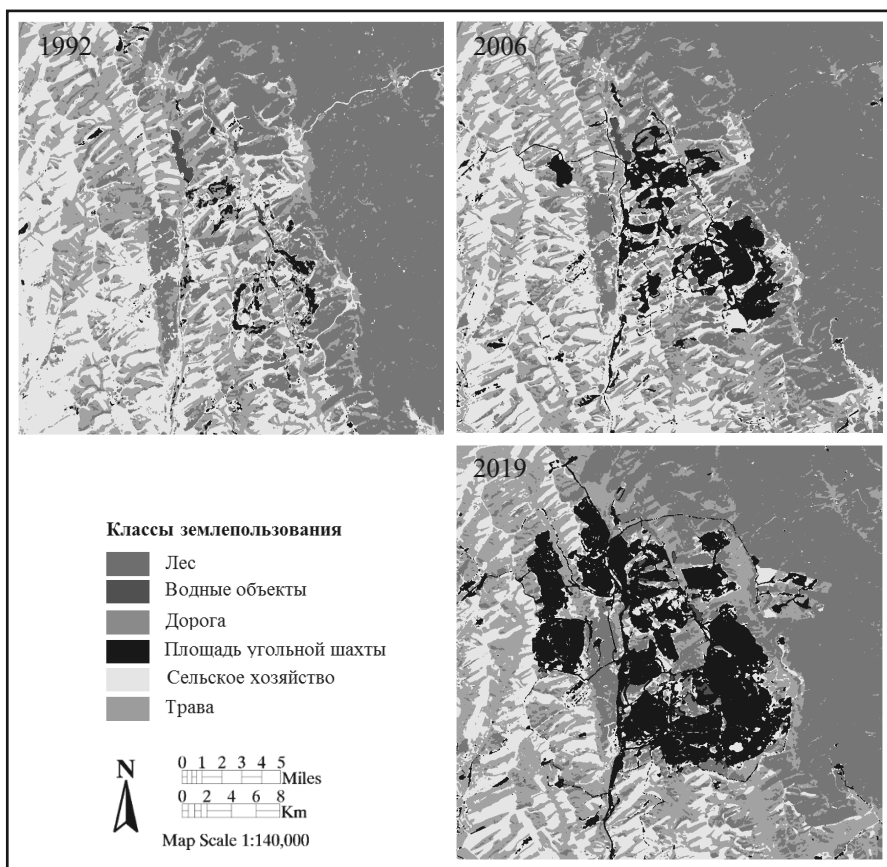 1992
2006
2019
Классы землепользования
Лес
Водные объекты
Дорога
Площадь угольной шахты
Сельское хозяйство
Трава
N
0 1 2 3 4 5
Miles
0 2 4 6 8
Km
Map Scale 1:140,000